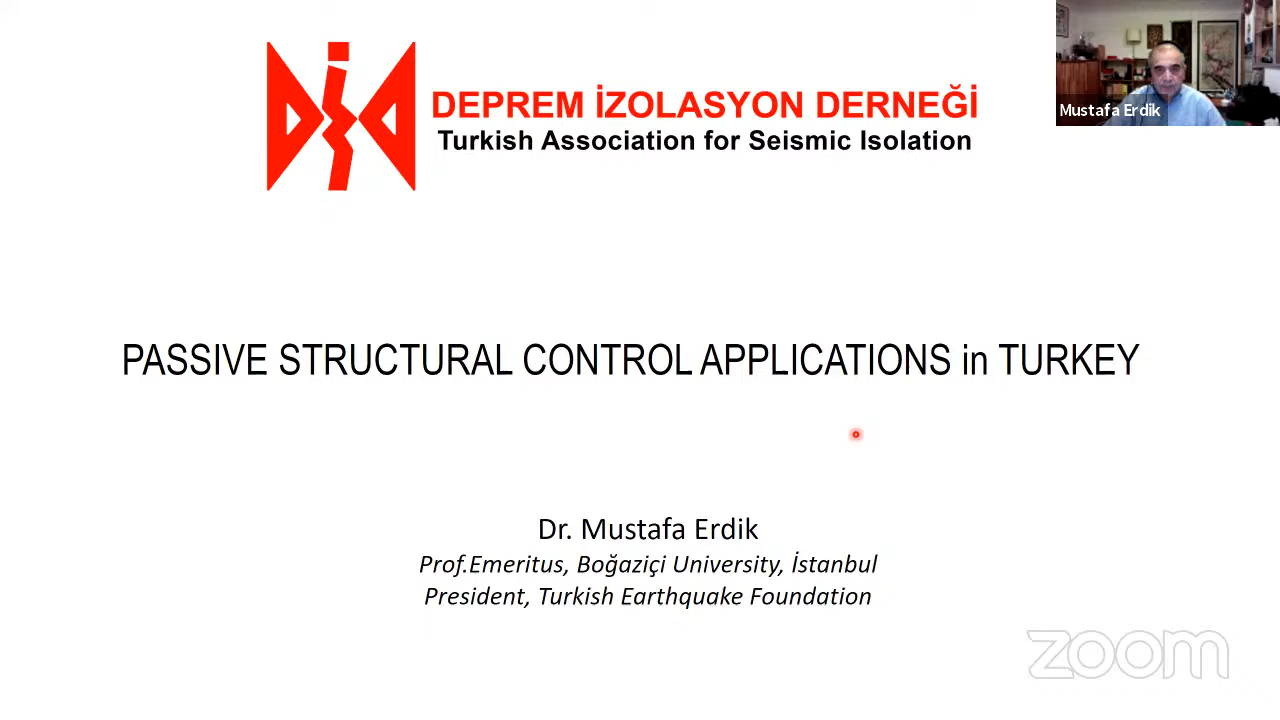 DiD
DEPREM İZOLASYON DERNEĞİ
Turkish Association for Seismic Isolation
Mustafa Erdik
PASSIVE STRUCTURAL CONTROL APPLICATIONS in TURKEY
Dr. Mustafa Erdik
Prof.Emeritus, Boğaziçi University, İstanbul
President, Turkish Earthquake Foundation
zoom